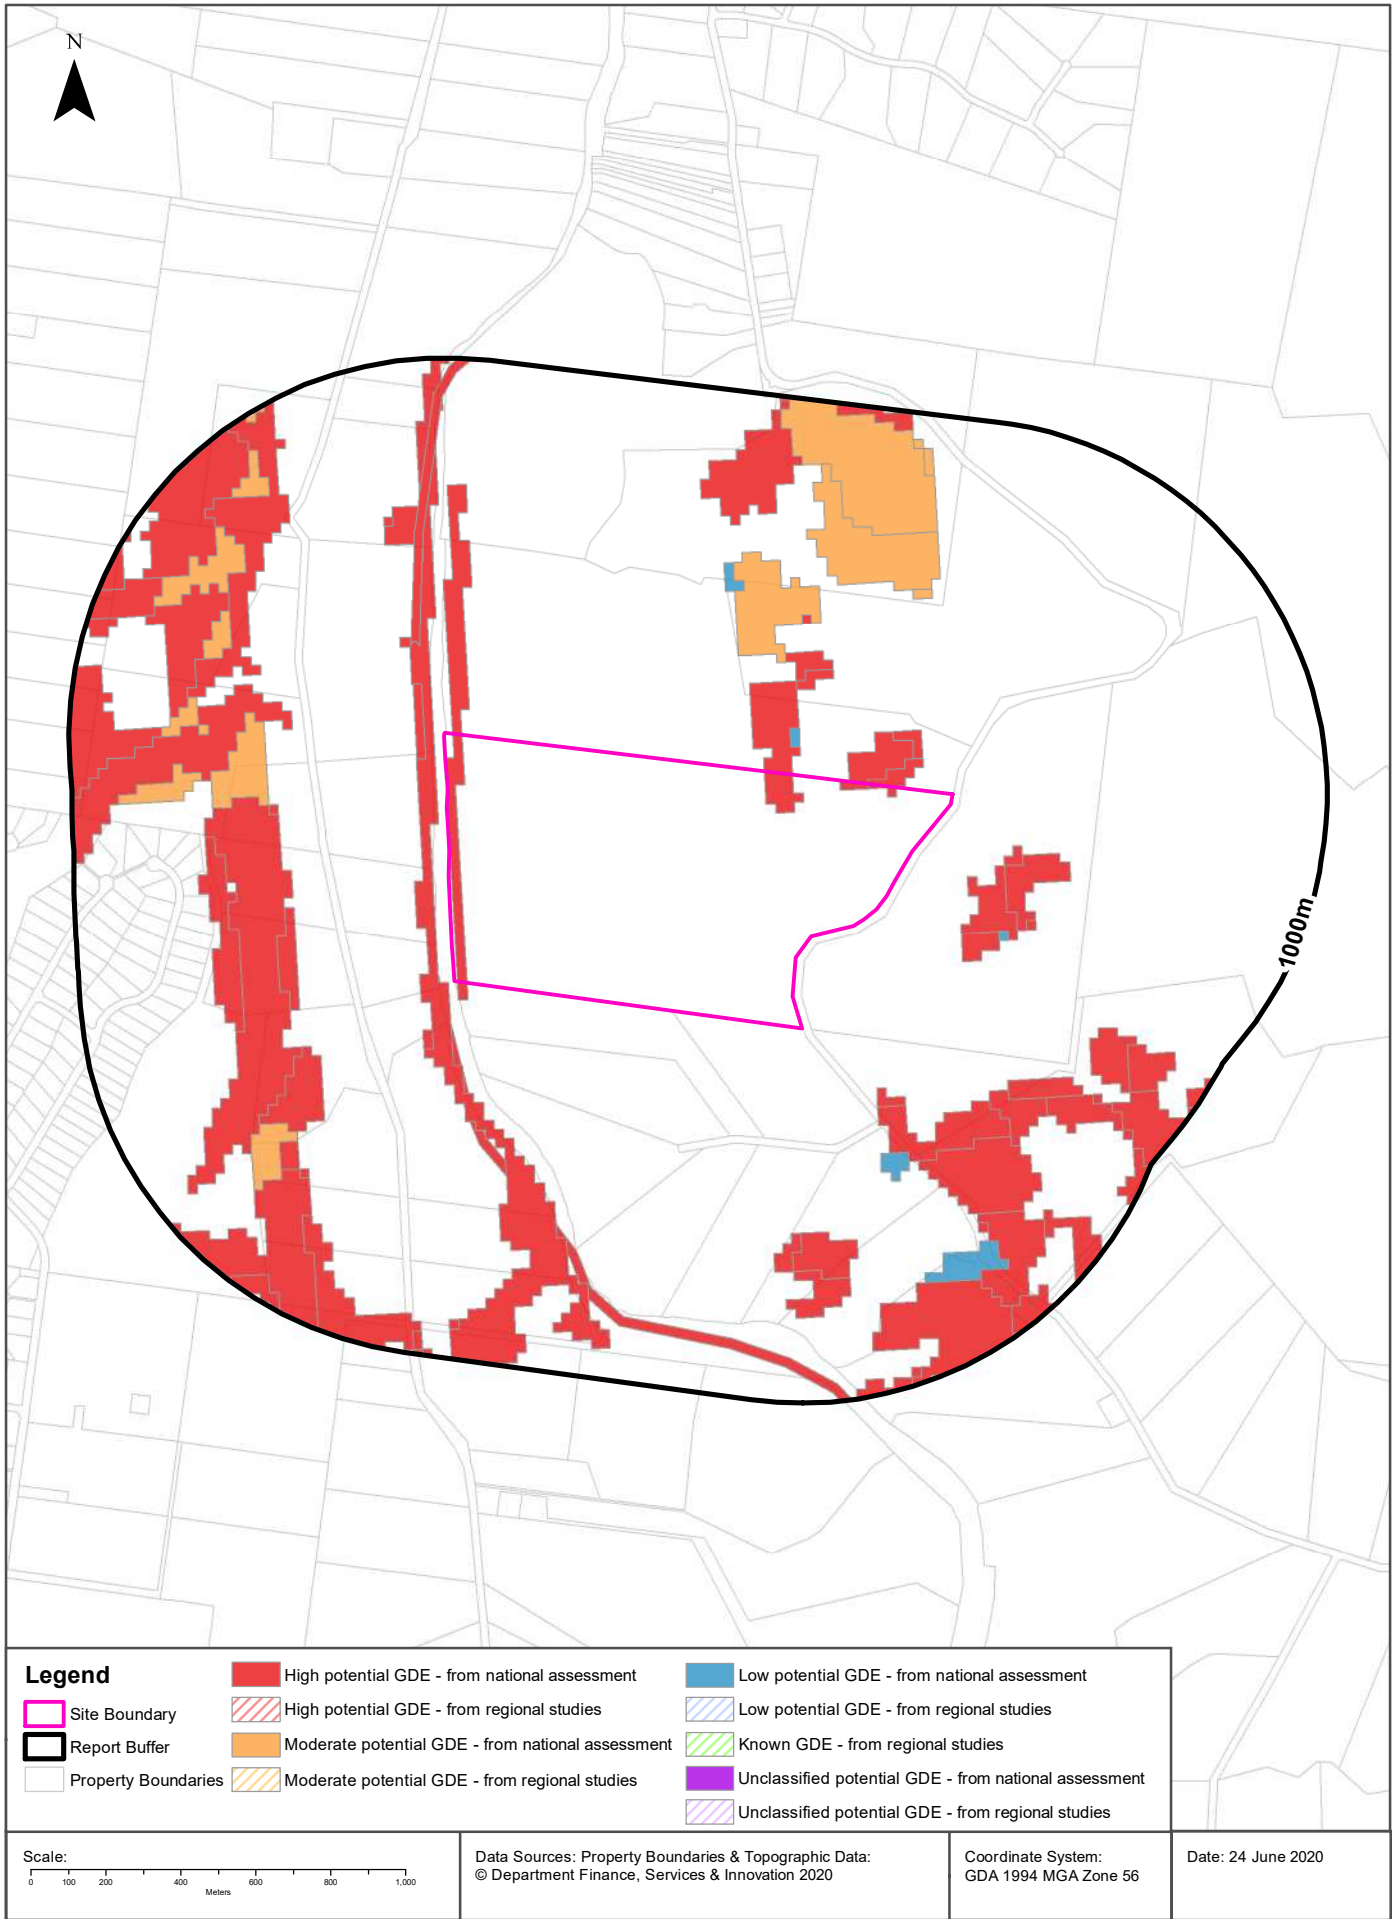 N
1000m
Legend
Site Boundary
Report Buffer
Property Boundaries
High potential GDE - from national assessment
High potential GDE - from regional studies
Moderate potential GDE - from national assessment
Moderate potential GDE - from regional studies
Low potential GDE - from national assessment
Low potential GDE - from regional studies
Known GDE - from regional studies
Unclassified potential GDE - from national assessment
Unclassified potential GDE - from regional studies
Scale:
0 100 200 400 600 800 1,000
Meters
Data Sources: Property Boundaries & Topographic Data:
© Department Finance, Services & Innovation 2020
Coordinate System:
GDA 1994 MGA Zone 56
Date: 24 June 2020